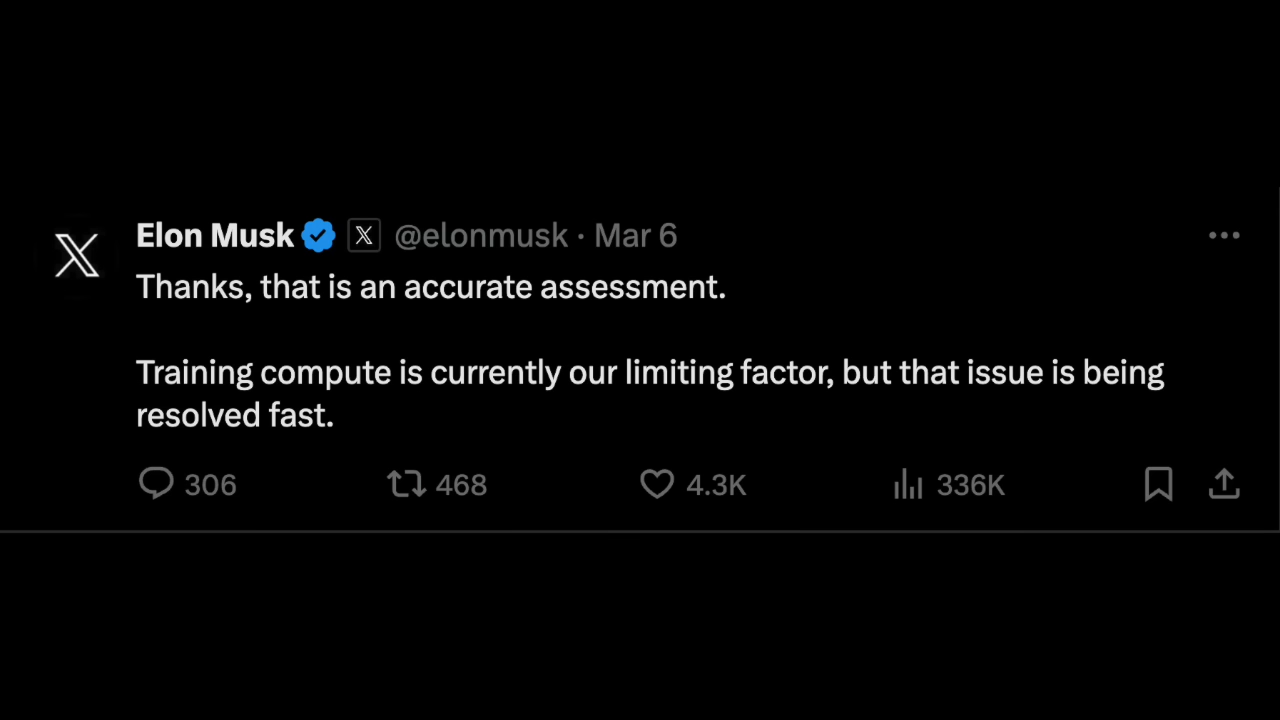 Elon Musk @elonmusk · Mar 6
Thanks, that is an accurate assessment.
Training compute is currently our limiting factor, but that issue is being
resolved fast.
306 468 4.3K 336K